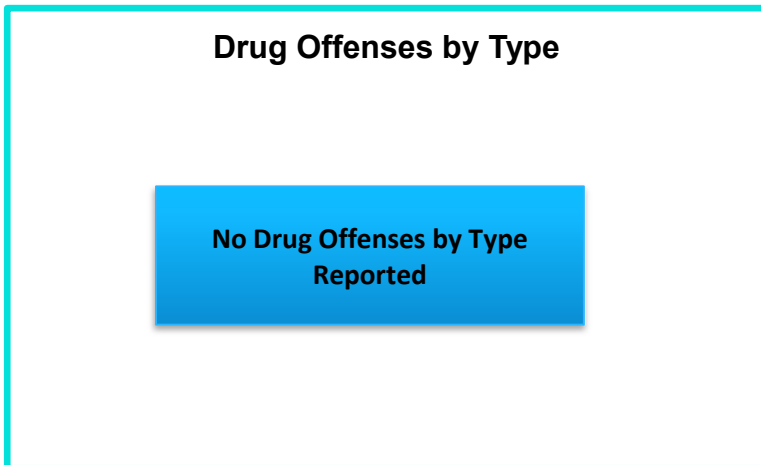 Drug Offenses by Type
No Drug Offenses by Type
Reported